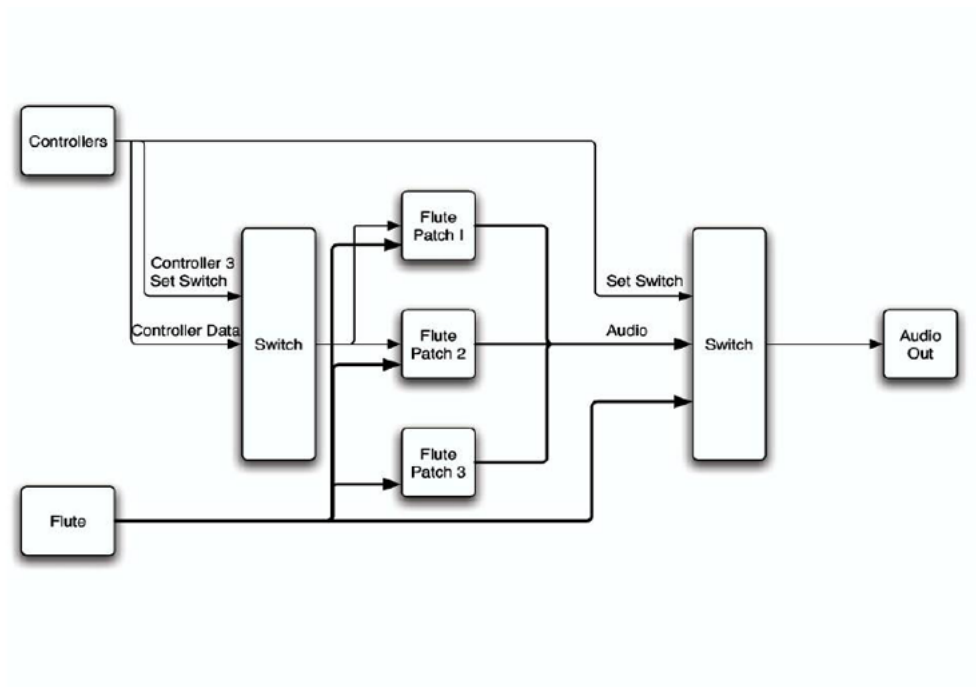 Controllers
Flute
Patch 1
Controller 3
Set Switch
Set Switch
Controller Data
Switch
Flute
Patch 2
Audio
Switch
Audio
Out
Flute
Patch 3
Flute